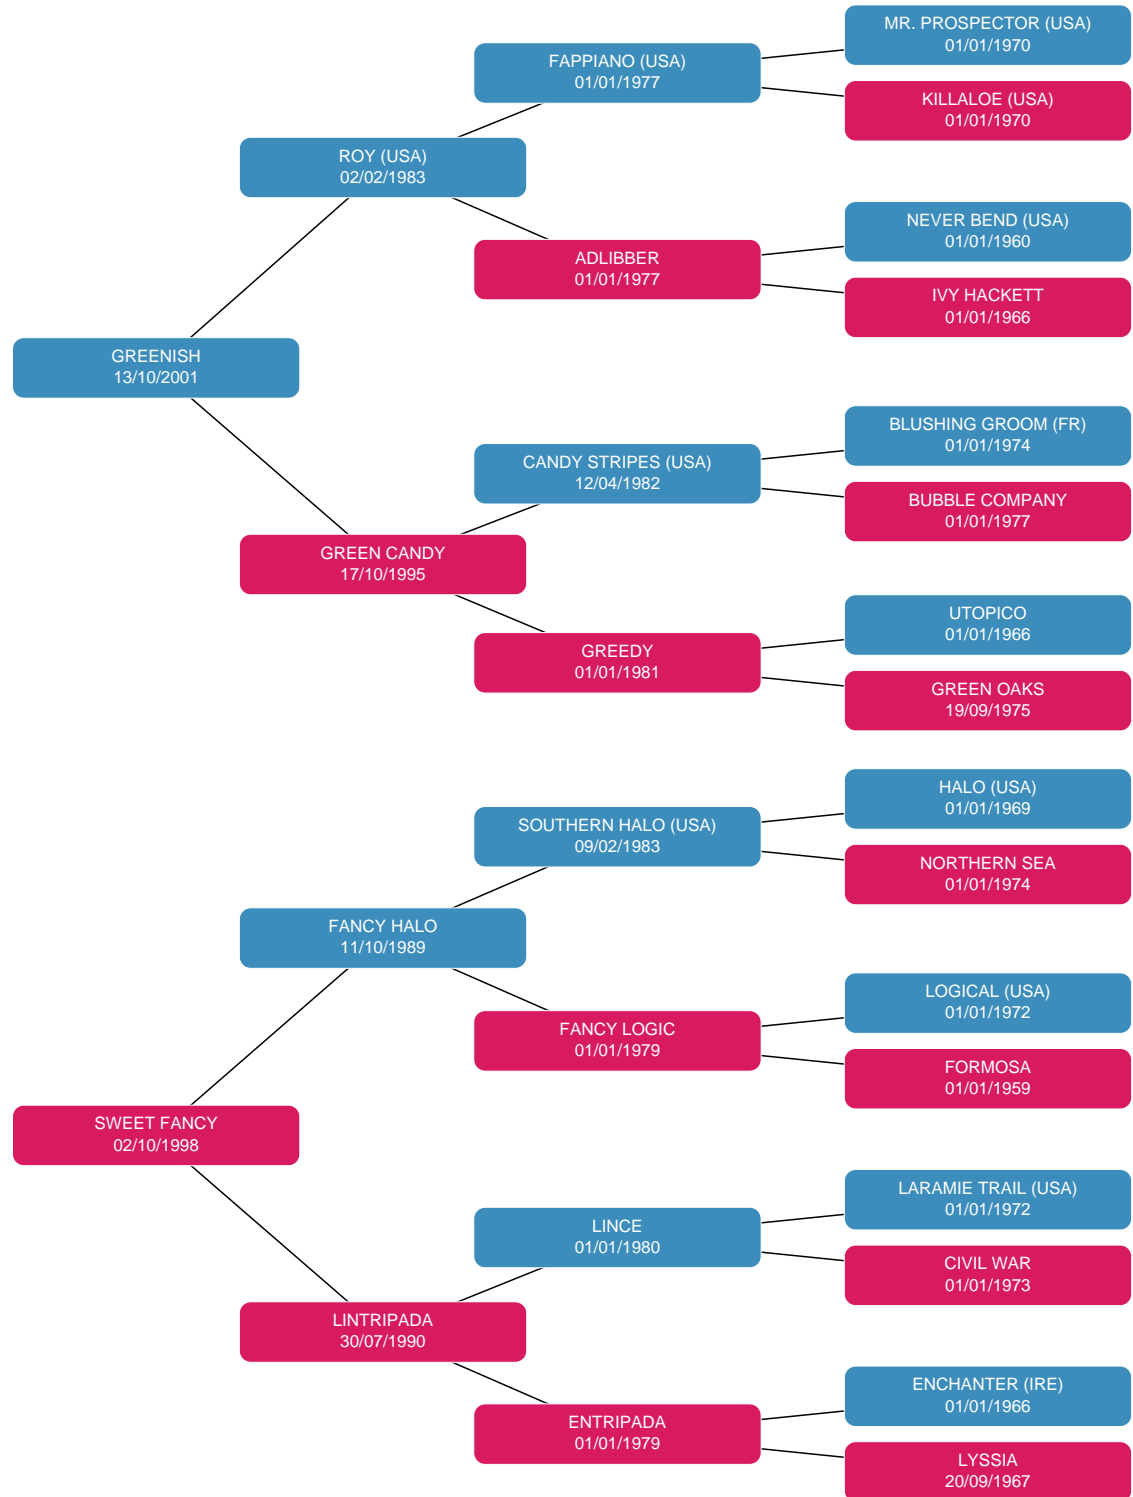 MR. PROSPECTOR (USA)
01/01/1970
FAPPIANO (USA)
01/01/1977
KILLALOE (USA)
01/01/1970
ROY (USA)
02/02/1983
NEVER BEND (USA)
01/01/1960
ADLIBBER
01/01/1977
IVY HACKETT
01/01/1966
GREENISH
13/10/2001
BLUSHING GROOM (FR)
01/01/1974
CANDY STRIPES (USA)
12/04/1982
BUBBLE COMPANY
01/01/1977
GREEN CANDY
17/10/1995
UTOPICO
01/01/1966
GREEDY
01/01/1981
GREEN OAKS
19/09/1975
HALO (USA)
01/01/1969
SOUTHERN HALO (USA)
09/02/1983
NORTHERN SEA
01/01/1974
FANCY HALO
11/10/1989
LOGICAL (USA)
01/01/1972
FANCY LOGIC
01/01/1979
FORMOSA
01/01/1959
SWEET FANCY
02/10/1998
LARAMIE TRAIL (USA)
01/01/1972
LINCE
01/01/1980
CIVIL WAR
01/01/1973
LINTRIPADA
30/07/1990
ENCHANTER (IRE)
01/01/1966
ENTRIPADA
01/01/1979
LYSSIA
20/09/1967